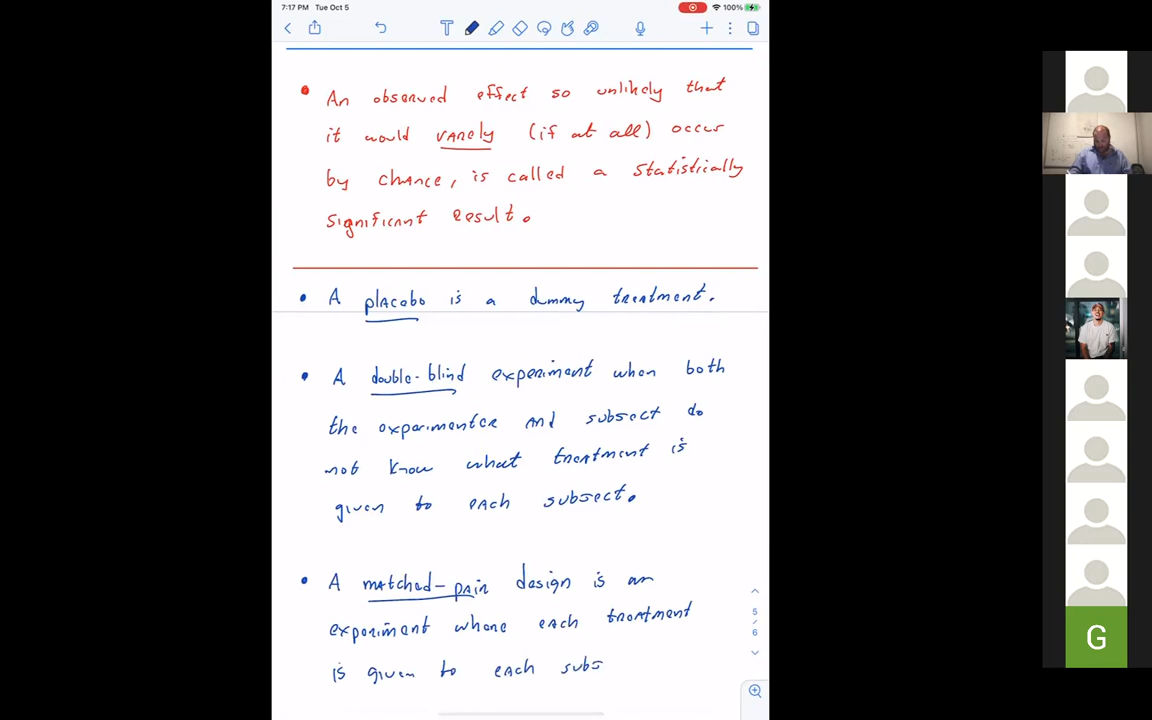 7:17 PM Tue Oct 5
100%
T
• An observed effect so unlikely that
it would rarely (if at all) occur
by chance, is called a statistically
significant result.
• A placebo is a dummy treatment.
• A double-blind experiment when both
the experimenter and subject do
not know what treatment is
given to each subject.
• A matched-pair design is an
experiment where each treatment
is given to each subs
5
/
6
G